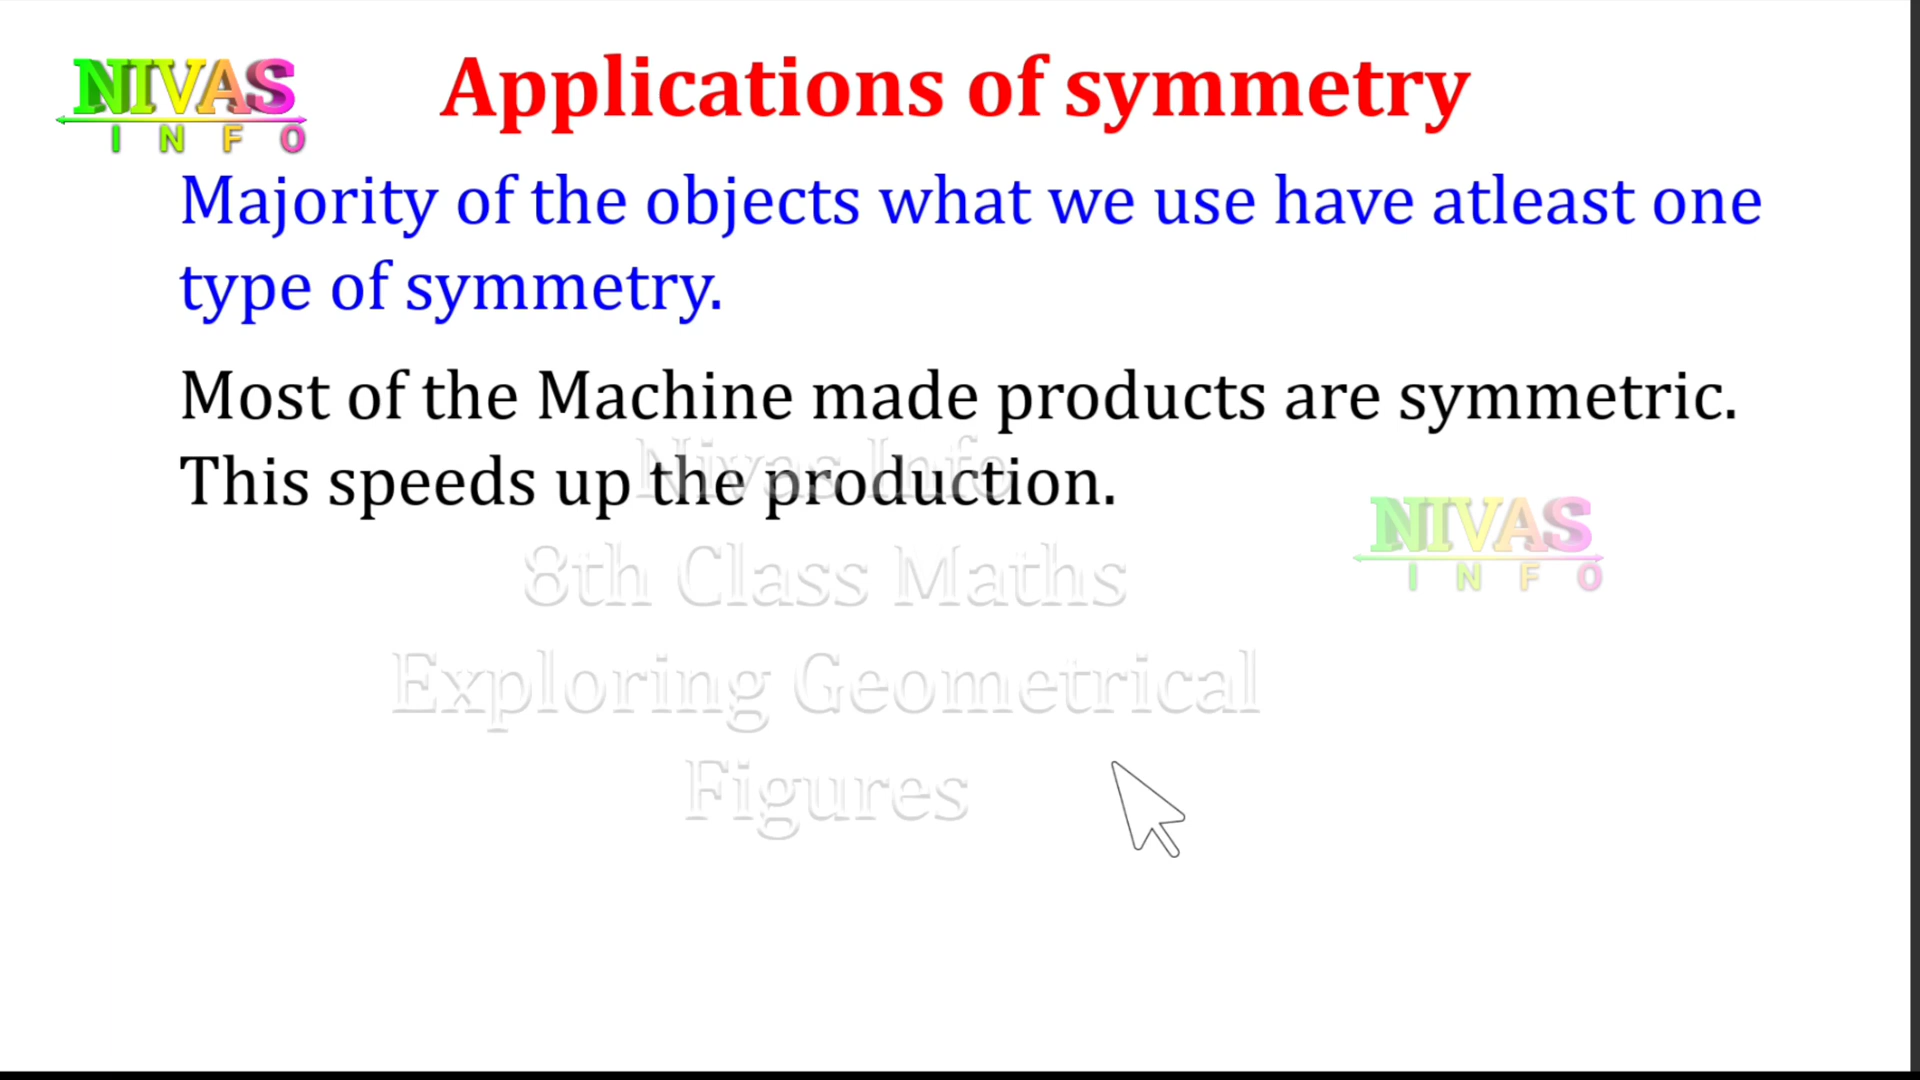 NIVAS
INFO
Applications of symmetry
Majority of the objects what we use have atleast one
type of symmetry.
Most of the Machine made products are symmetric.
This speeds up the production.
Nivas Info
8th Class Maths
Exploring Geometrical
Figures
NIVAS
INFO